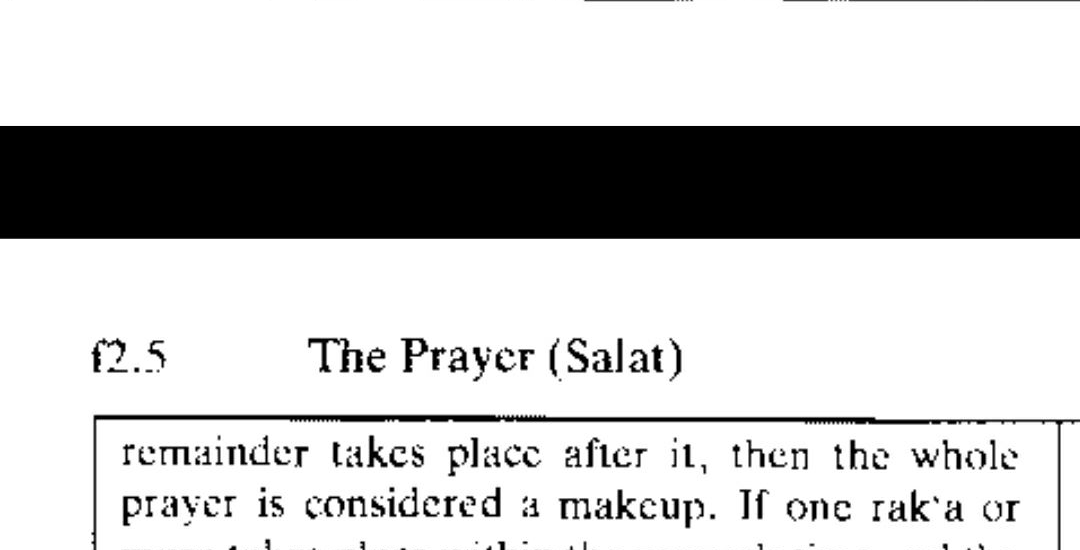 f2.5 The Prayer (Salat)
remainder takes place after it, then the whole
prayer is considered a makeup. If one rak'a or